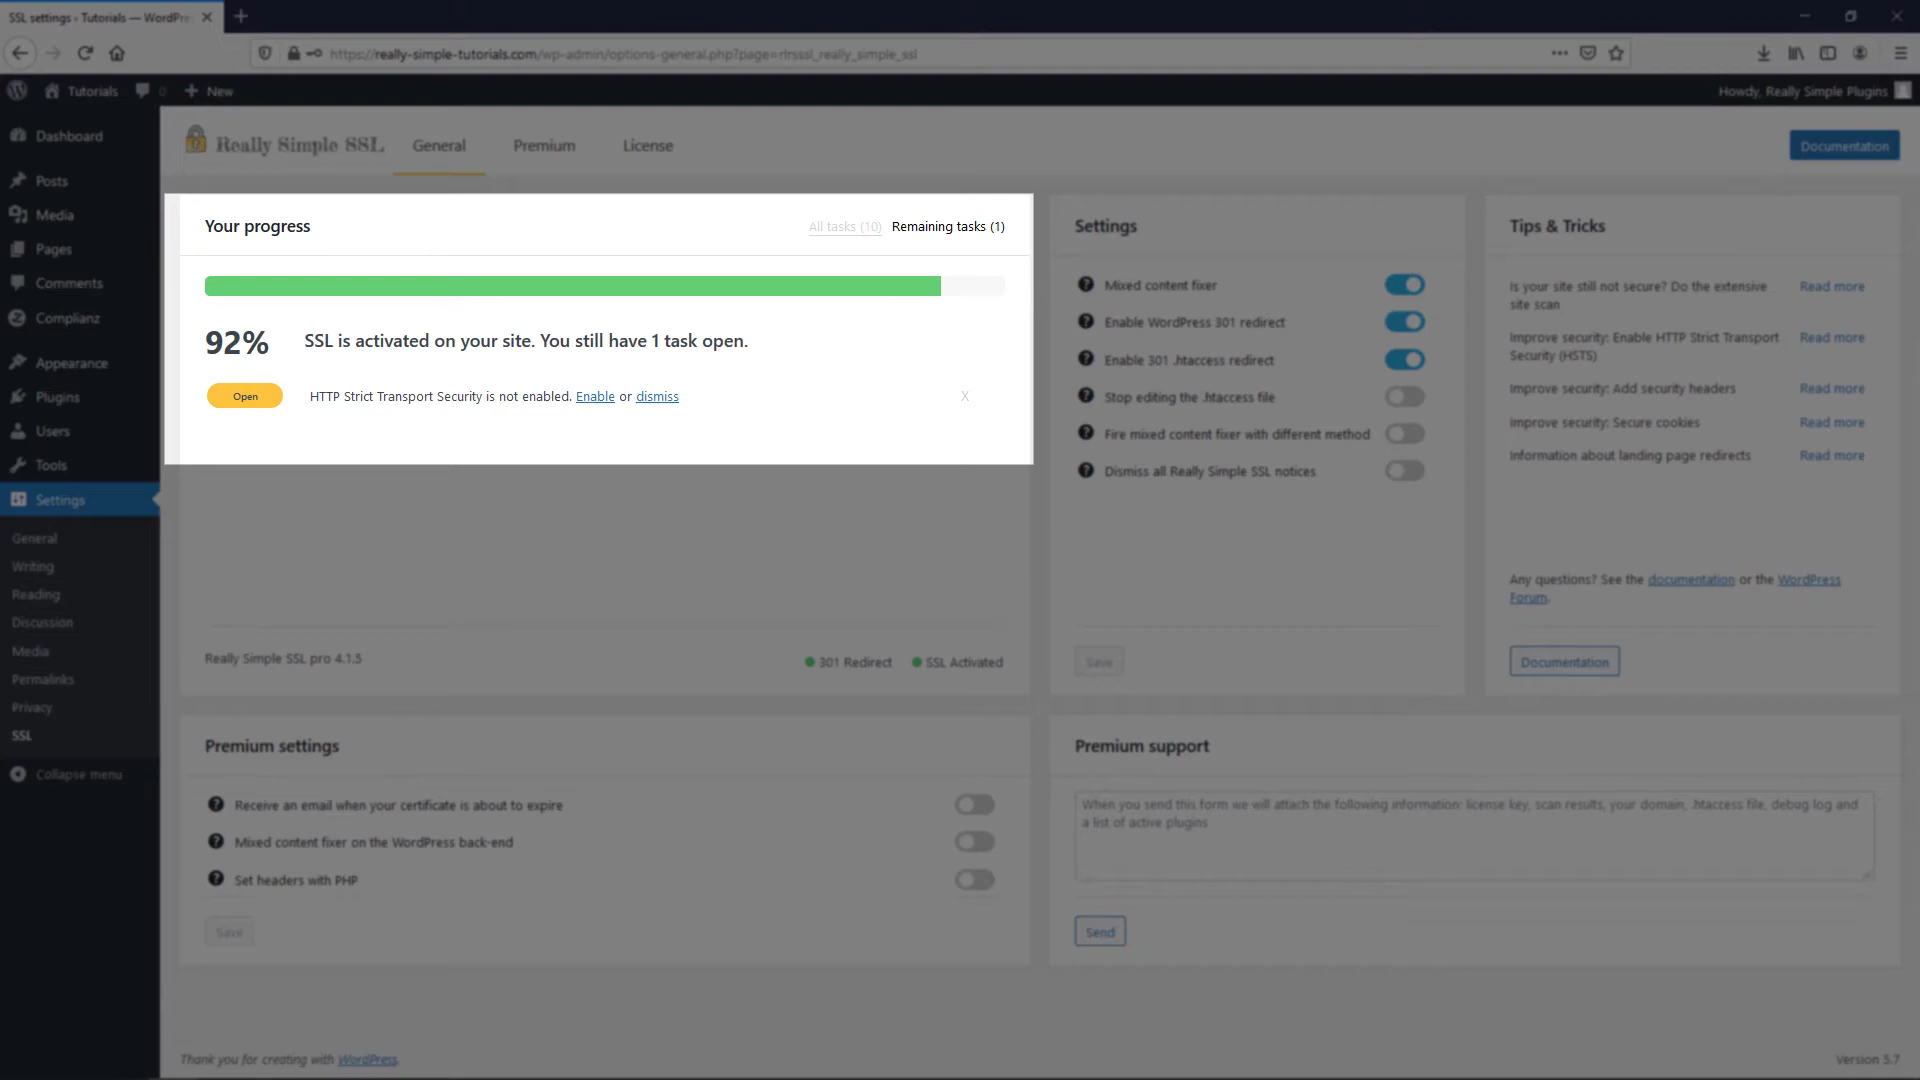 SSL settings ‹ Tutorials — WordPre
https://really-simple-tutorials.com/wp-admin/options-general.php?page=rlrsssl_really_simple_ssl
Tutorials 0 New
Howdy, Really Simple Plugins
Dashboard
Posts
Media
Pages
Comments
Complianz
Appearance
Plugins
Users
Tools
Settings
General
Writing
Reading
Discussion
Media
Permalinks
Privacy
SSL
Collapse menu
Really Simple SSL General Premium License
Documentation
Your progress
All tasks (10) Remaining tasks (1)
92% SSL is activated on your site. You still have 1 task open.
Open HTTP Strict Transport Security is not enabled. Enable or dismiss X
Really Simple SSL pro 4.1.5
301 Redirect SSL Activated
Settings
Mixed content fixer
Enable WordPress 301 redirect
Enable 301 .htaccess redirect
Stop editing the .htaccess file
Fire mixed content fixer with different method
Dismiss all Really Simple SSL notices
Save
Tips & Tricks
Is your site still not secure? Do the extensive Read more
site scan
Improve security: Enable HTTP Strict Transport Read more
Security (HSTS)
Improve security: Add security headers Read more
Improve security: Secure cookies Read more
Information about landing page redirects Read more
Any questions? See the documentation or the WordPress
Forum.
Documentation
Premium settings
Receive an email when your certificate is about to expire
Mixed content fixer on the WordPress back-end
Set headers with PHP
Save
Premium support
When you send this form we will attach the following information: license key, scan results, your domain, .htaccess file, debug log and
a list of active plugins
Send
Thank you for creating with WordPress.
Version 5.7